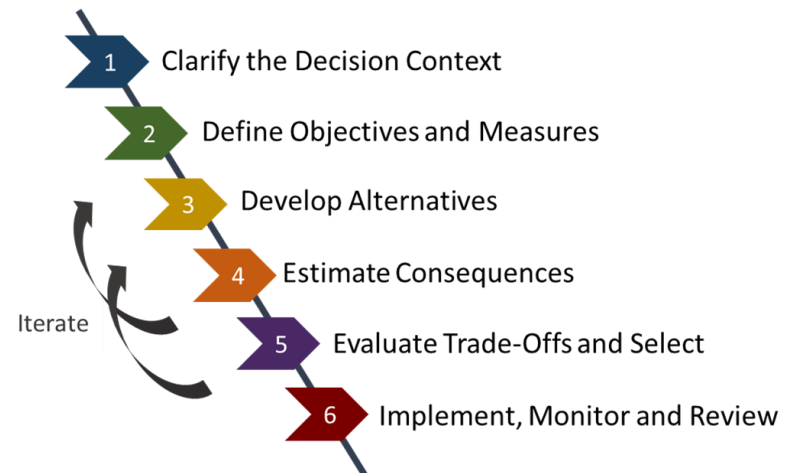 1 Clarify the Decision Context
2 Define Objectives and Measures
3 Develop Alternatives
4 Estimate Consequences
Iterate
5 Evaluate Trade-Offs and Select
6 Implement, Monitor and Review